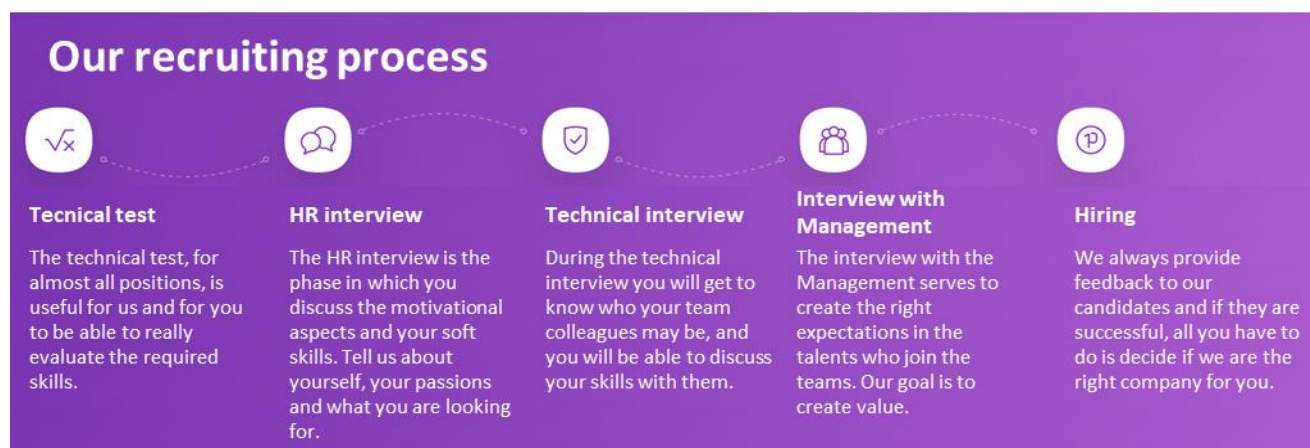 Our recruiting process
Tecnical test
The technical test, for
almost all positions, is
useful for us and for you
to be able to really
evaluate the required
skills.
HR interview
The HR interview is the
phase in which you
discuss the motivational
aspects and your soft
skills. Tell us about
yourself, your passions
and what you are looking
for.
Technical interview
During the technical
interview you will get to
know who your team
colleagues may be, and
you will be able to discuss
your skills with them.
Interview with
Management
The interview with the
Management serves to
create the right
expectations in the
talents who join the
teams. Our goal is to
create value.
Hiring
We always provide
feedback to our
candidates and if they are
successful, all you have to
do is decide if we are the
right company for you.